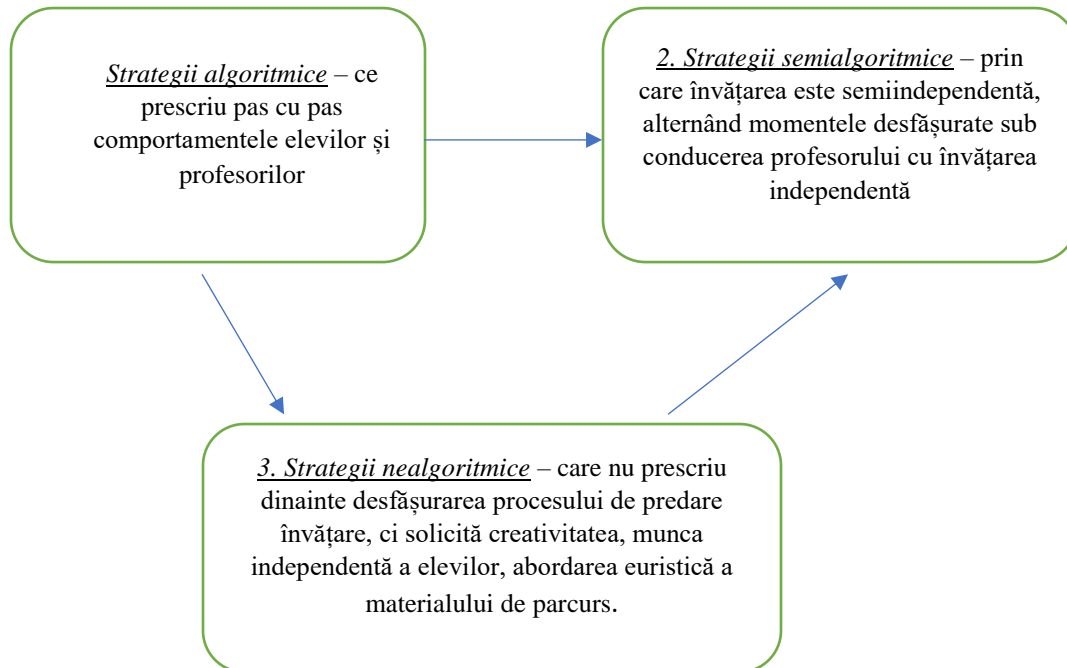 Strategii algoritmice – ce
prescriu pas cu pas
comportamentele elevilor și
profesorilor
2. Strategii semialgoritmice – prin
care învățarea este semiindependentă,
alternând momentele desfășurate sub
conducerea profesorului cu învățarea
independentă
3. Strategii nealgoritmice – care nu prescriu
dinainte desfășurarea procesului de predare
învățare, ci solicită creativitatea, munca
independentă a elevilor, abordarea euristică a
materialului de parcurs.